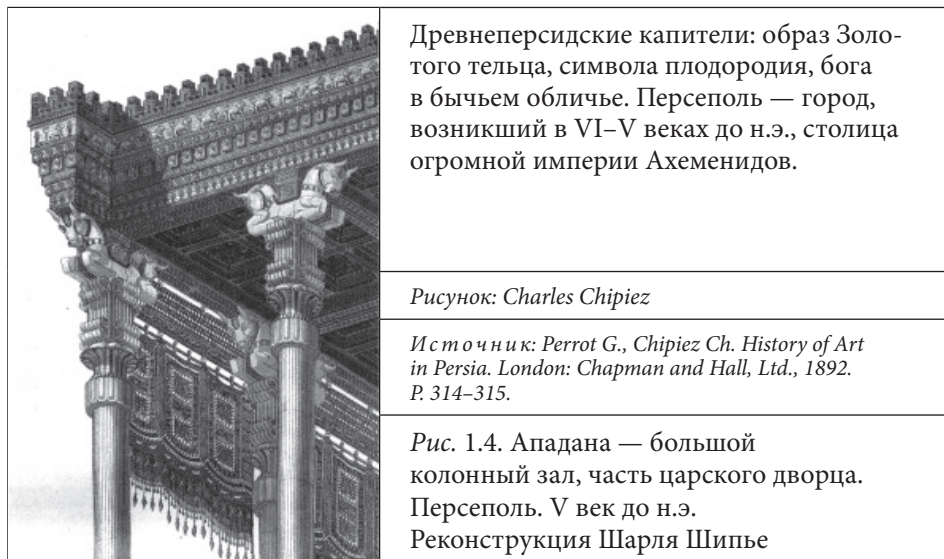 Древнеперсидские капители: образ Золо-
того тельца, символа плодородия, бога
в бычьем обличье. Персеполь — город,
возникший в VI–V веках до н.э., столица
огромной империи Ахеменидов.
Рисунок: Charles Chipiez
Источник: Perrot G., Chipiez Ch. History of Art
in Persia. London: Chapman and Hall, Ltd., 1892.
P. 314–315.
Рис. 1.4. Ападана — большой
колонный зал, часть царского дворца.
Персеполь. V век до н.э.
Реконструкция Шарля Шипье